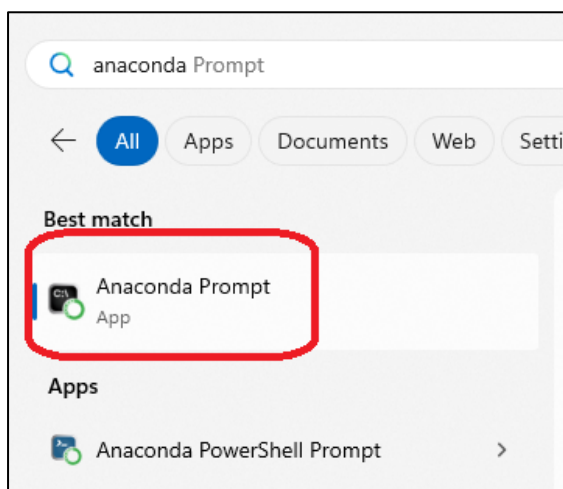 anaconda Prompt
All Apps Documents Web Setti
Best match
C:\
Anaconda Prompt
App
Apps
Anaconda PowerShell Prompt